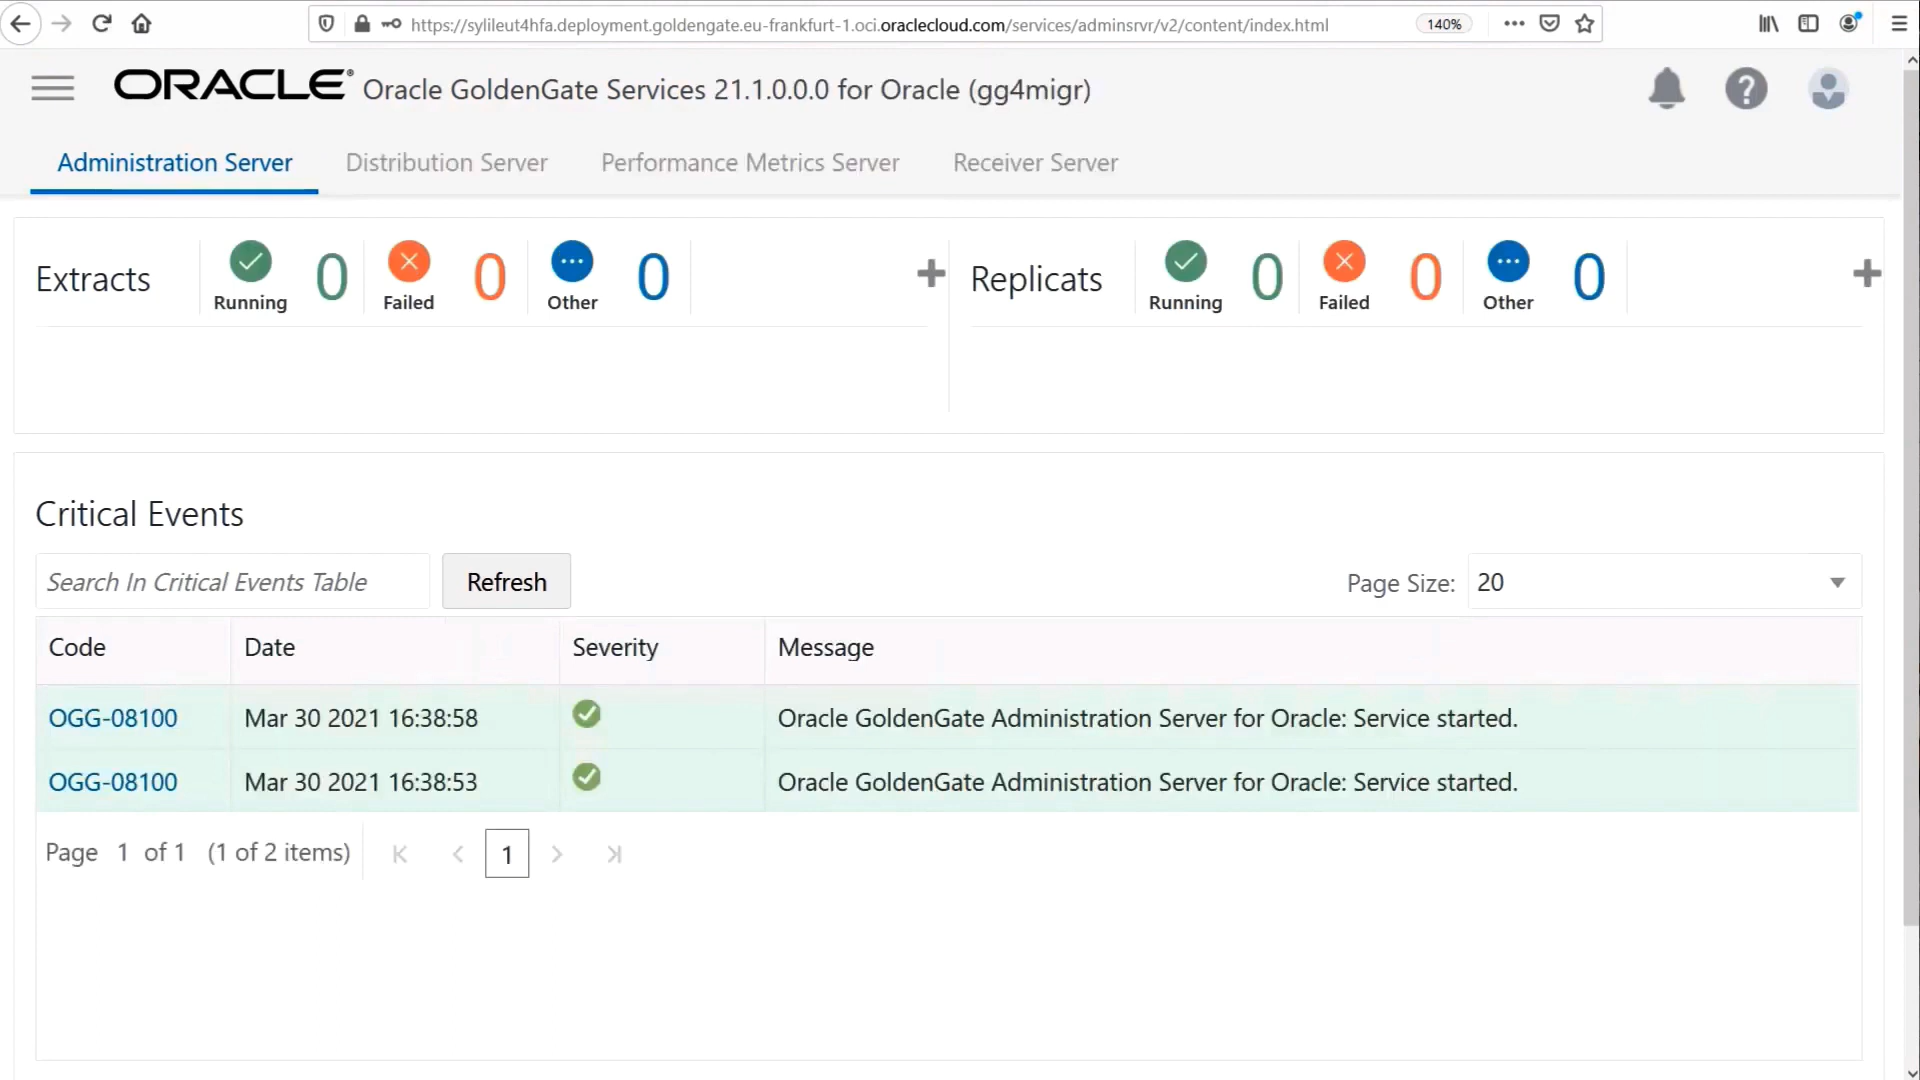 https://sylileut4hfa.deployment.goldengate.eu-frankfurt-1.oci.oraclecloud.com/services/adminsrvr/v2/content/index.html 140%
ORACLE® Oracle GoldenGate Services 21.1.0.0.0 for Oracle (gg4migr)
Administration Server Distribution Server Performance Metrics Server Receiver Server
Extracts Running 0 Failed 0 Other 0
Replicats Running 0 Failed 0 Other 0
Critical Events
Search In Critical Events Table Refresh Page Size: 20
Code Date Severity Message
OGG-08100 Mar 30 2021 16:38:58 Oracle GoldenGate Administration Server for Oracle: Service started.
OGG-08100 Mar 30 2021 16:38:53 Oracle GoldenGate Administration Server for Oracle: Service started.
Page 1 of 1 (1 of 2 items) 1